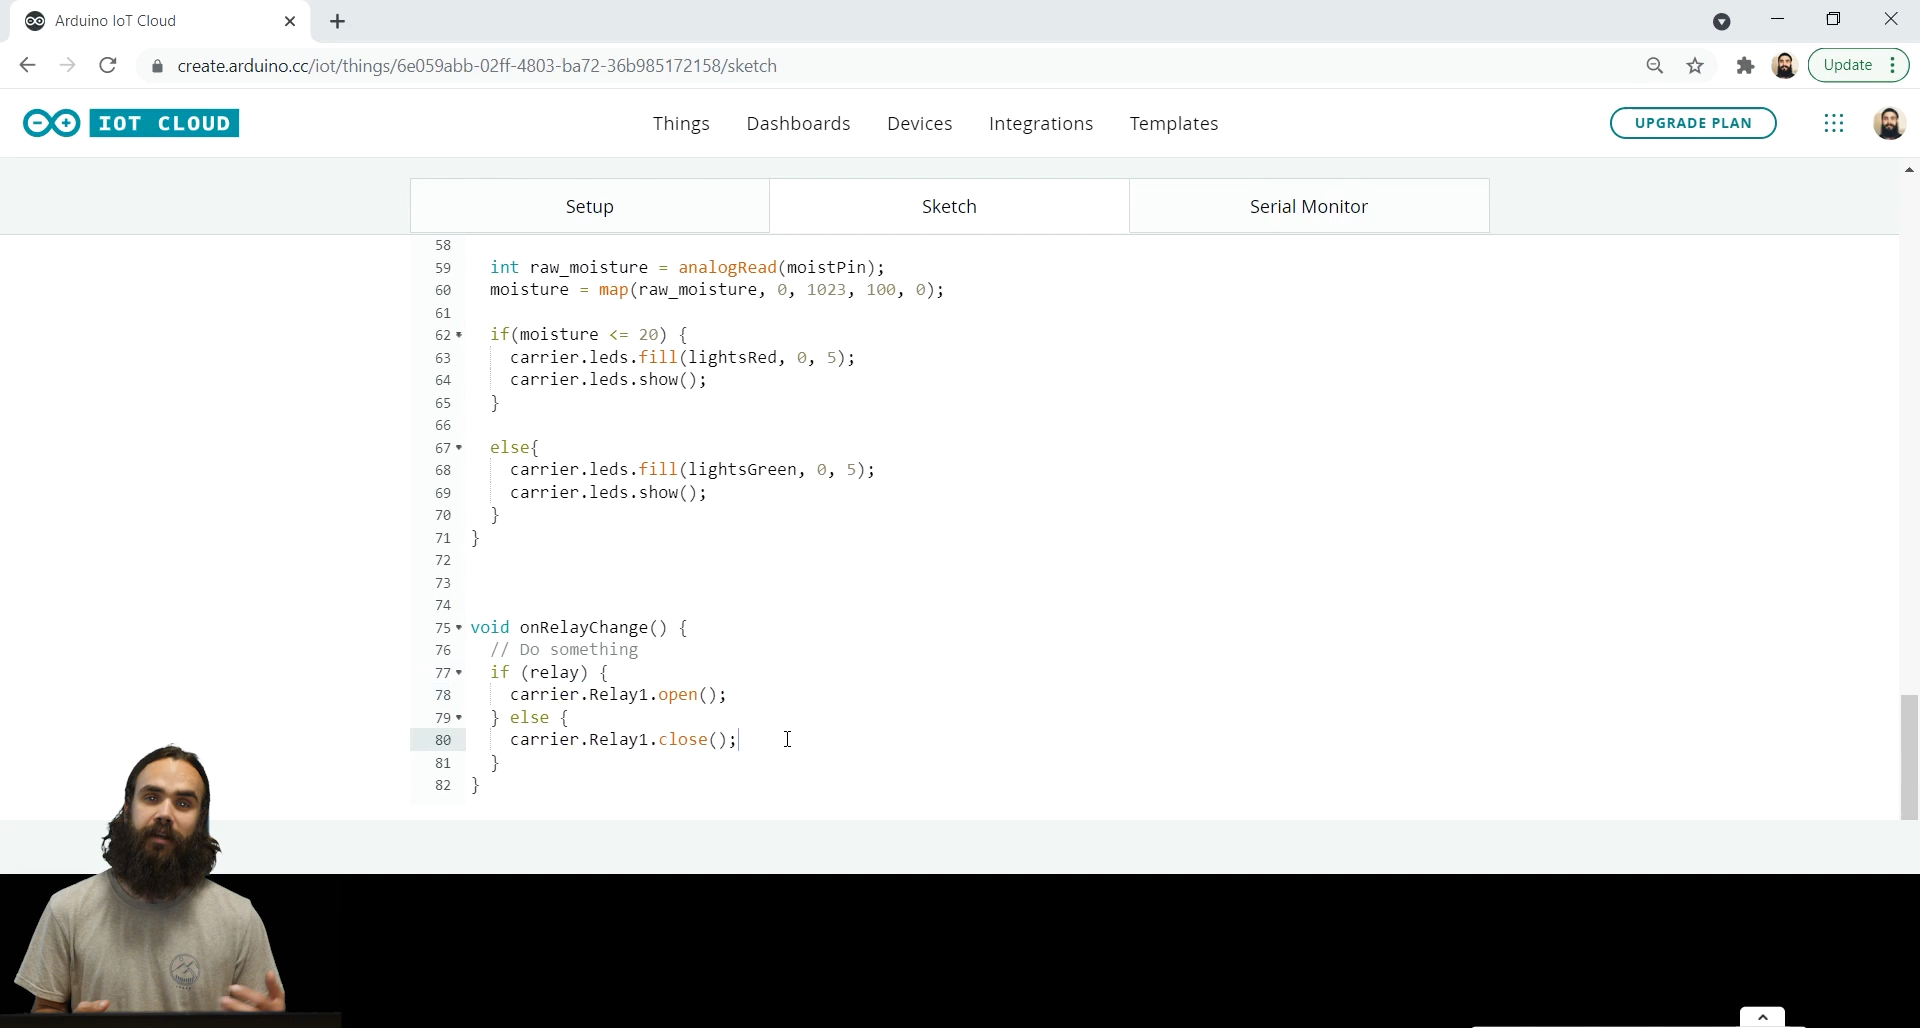 Arduino IoT Cloud
create.arduino.cc/iot/things/6e059abb-02ff-4803-ba72-36b985172158/sketch
Update
IOT CLOUD
Things
Dashboards
Devices
Integrations
Templates
UPGRADE PLAN
Setup
Sketch
Serial Monitor
58
59 int raw_moisture = analogRead(moistPin);
60 moisture = map(raw_moisture, 0, 1023, 100, 0);
61
62 if(moisture <= 20) {
63 carrier.leds.fill(lightsRed, 0, 5);
64 carrier.leds.show();
65 }
66
67 else{
68 carrier.leds.fill(lightsGreen, 0, 5);
69 carrier.leds.show();
70 }
71 }
72
73
74
75 void onRelayChange() {
76 // Do something
77 if (relay) {
78 carrier.Relay1.open();
79 } else {
80 carrier.Relay1.close();
81 }
82 }